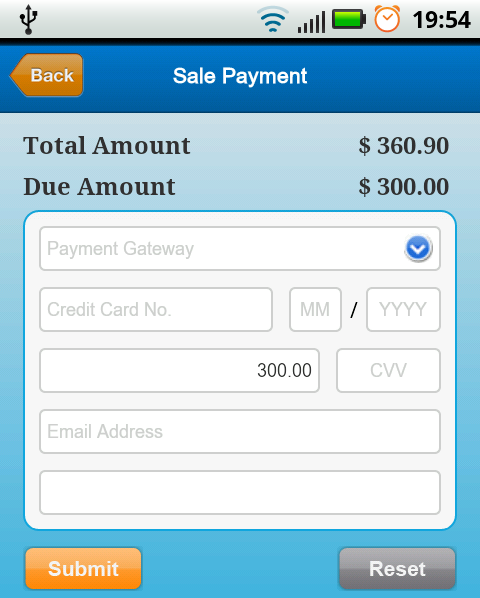 19:54
Back Sale Payment
Total Amount $ 360.90
Due Amount $ 300.00
Payment Gateway
Credit Card No. MM / YYYY
300.00 CVV
Email Address
Submit Reset